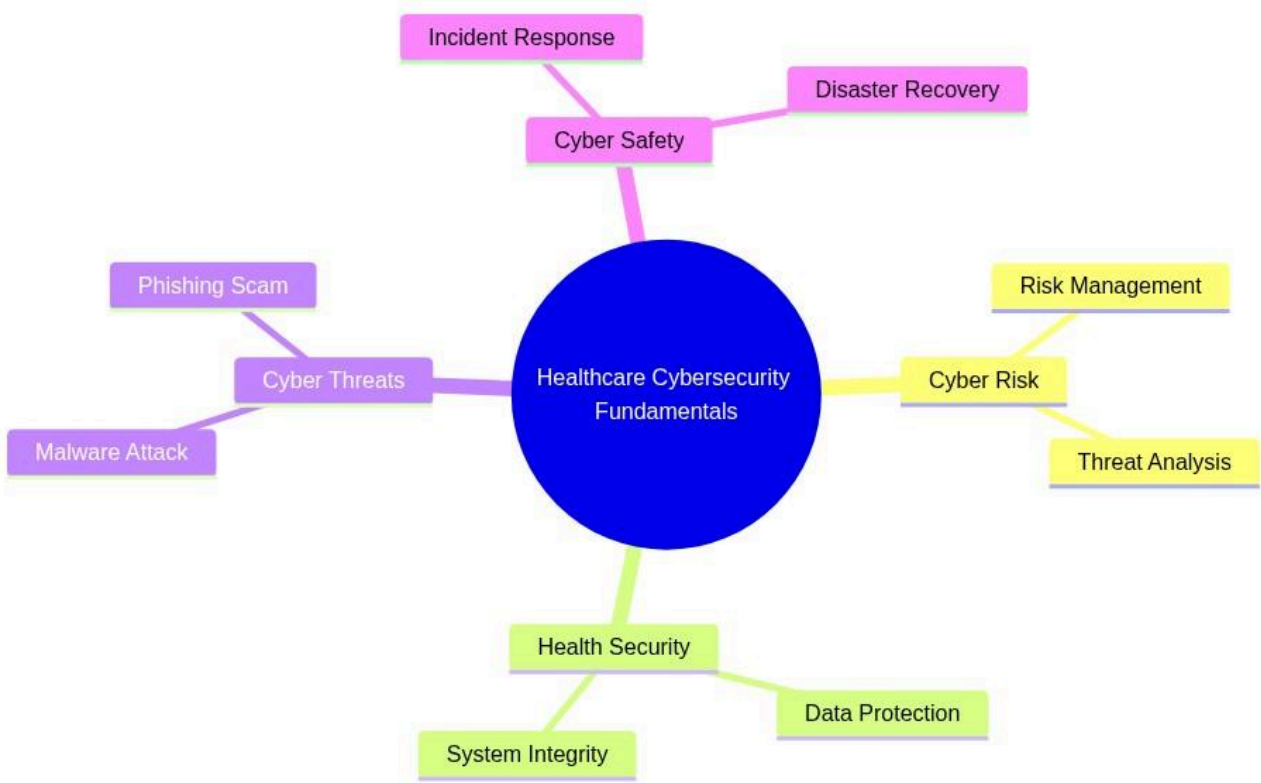 Incident Response
Disaster Recovery
Cyber Safety
Phishing Scam
Risk Management
Cyber Threats
Healthcare Cybersecurity
Fundamentals
Cyber Risk
Malware Attack
Threat Analysis
Health Security
Data Protection
System Integrity